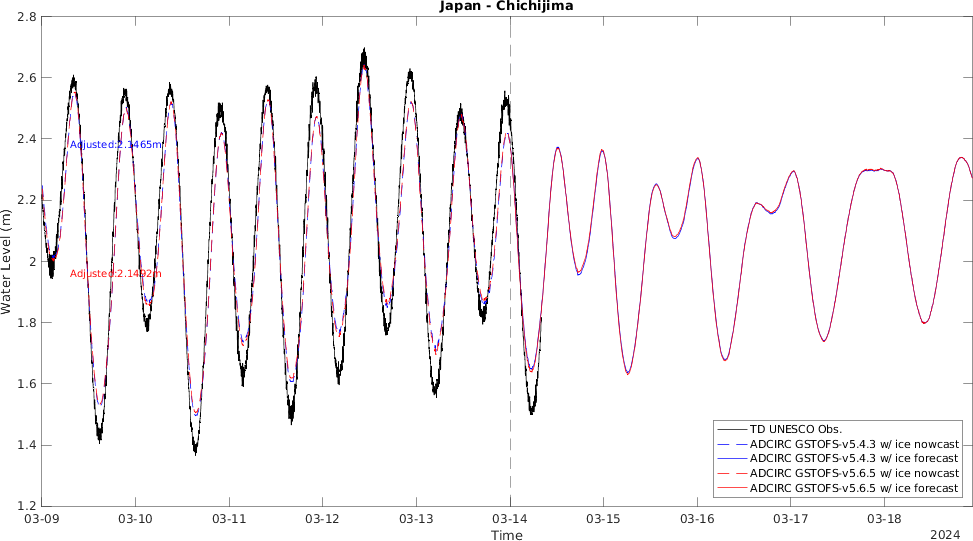 Japan - Chichijima
2.8
2.6
2.4
2.2
2
1.8
1.6
1.4
1.2
Water Level (m)
Adjusted:2.1465m
Adjusted:2.1492m
TD UNESCO Obs.
ADCIRC GSTOFS-v5.4.3 w/ ice nowcast
ADCIRC GSTOFS-v5.4.3 w/ ice forecast
ADCIRC GSTOFS-v5.6.5 w/ ice nowcast
ADCIRC GSTOFS-v5.6.5 w/ ice forecast
03-09 03-10 03-11 03-12 03-13 03-14 03-15 03-16 03-17 03-18
Time
2024